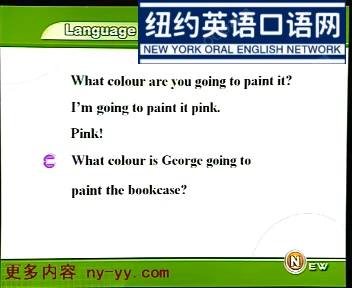 Language
纽约英语口语网
NEW YORK ORAL ENGLISH NETWORK
What colour are you going to paint it?
I'm going to paint it pink.
Pink!
What colour is George going to
paint the bookcase?
N EW
更多内容 ny-yy.com